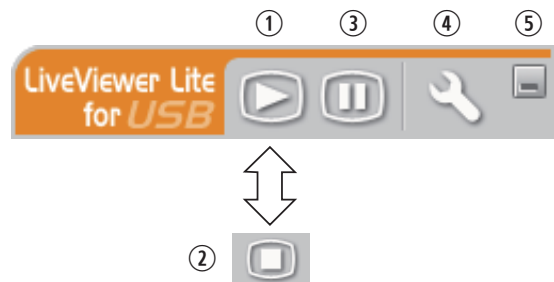 ① ③ ④ ⑤
LiveViewer Lite
for USB
②